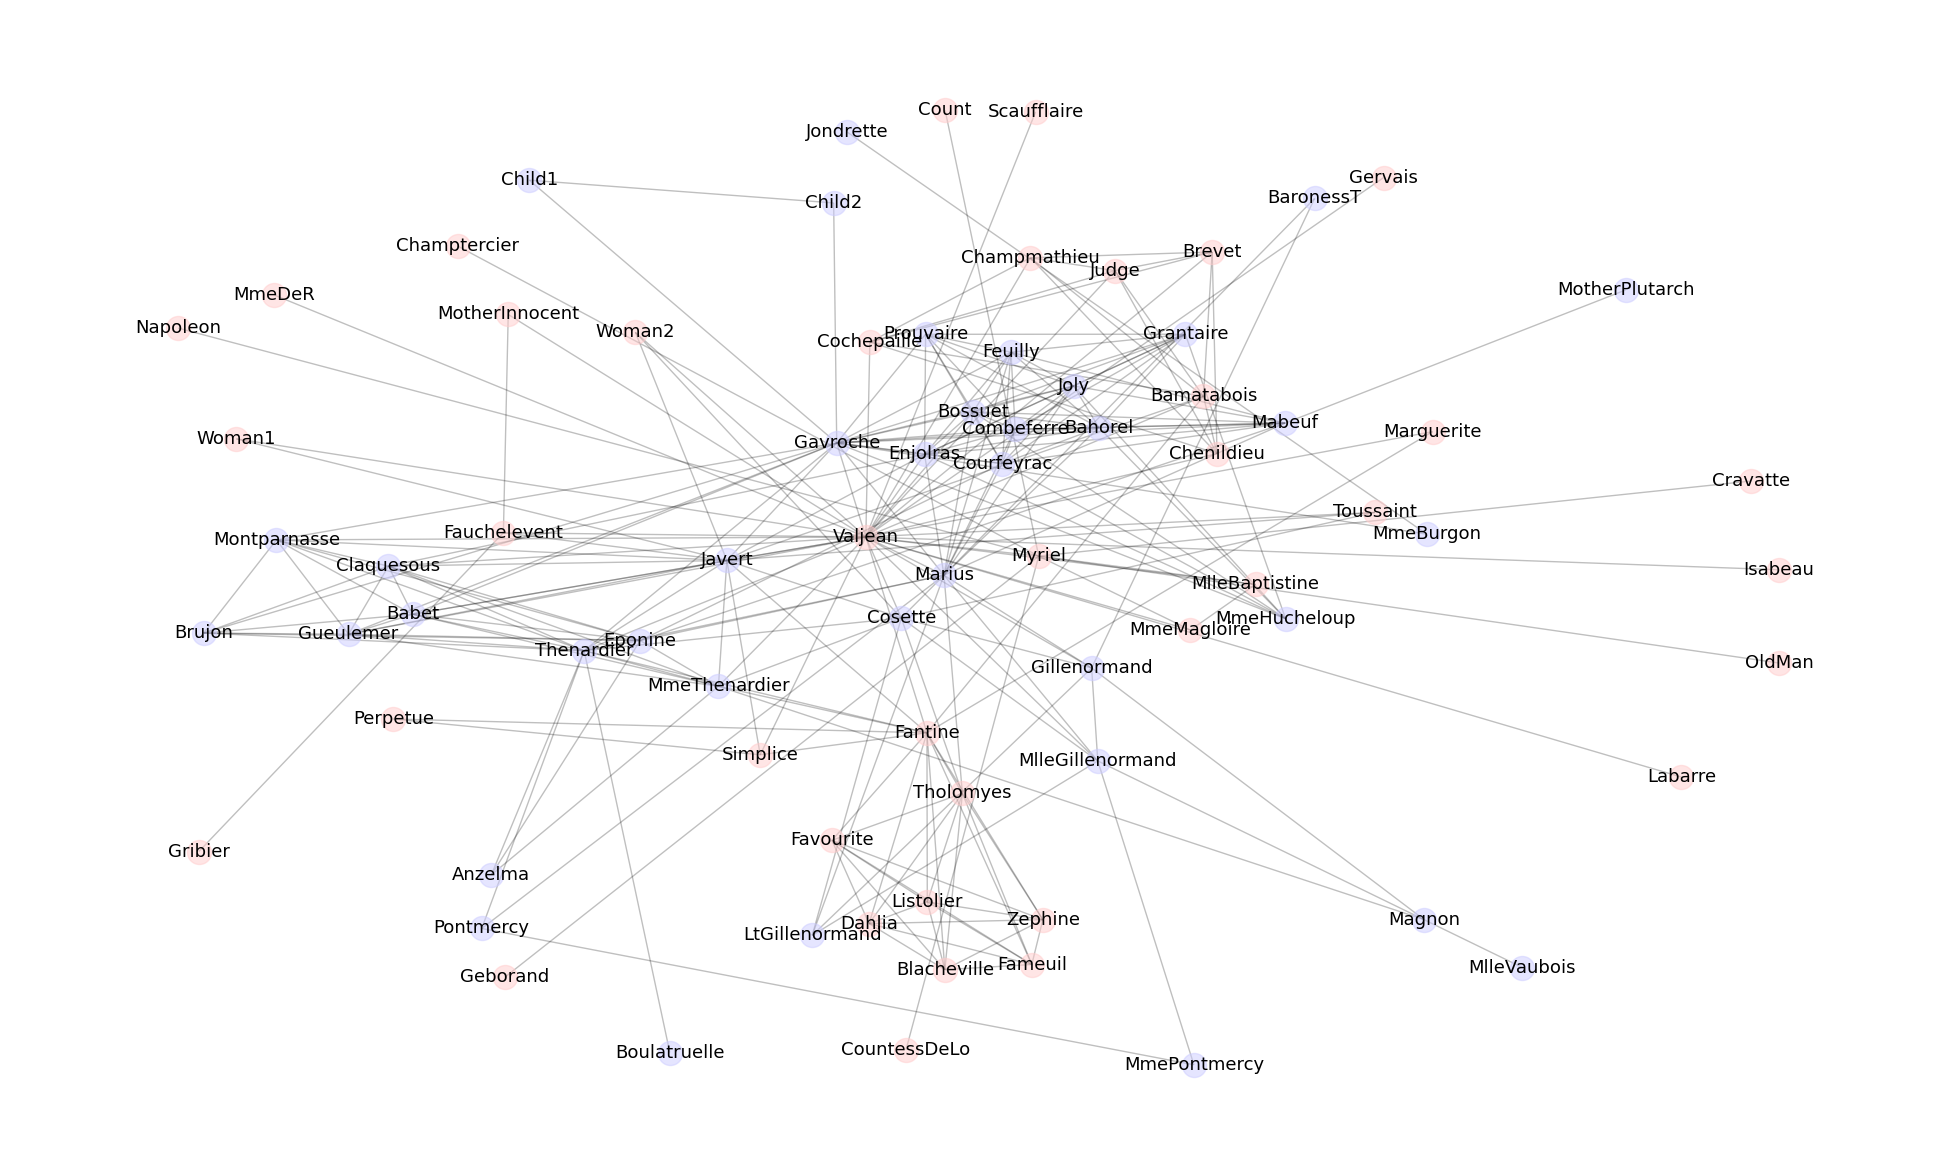 Count
Scaufflaire
Jondrette
Child1
Gervais
BaronessT
Child2
Champtercier
Brevet
Champmathieu
Judge
MotherPlutarch
MmeDeR
MotherInnocent
Napoleon
Woman2
Prouvaire
Grantaire
Cochepaille
Feuilly
Joly
Bamatabois
Bossuet
Mabeuf
Combeferre
Bahorel
Marguerite
Woman1
Gavroche
Enjolras
Chenildieu
Courfeyrac
Cravatte
Toussaint
Fauchelevent
MmeBurgon
Valjean
Montparnasse
Myriel
Javert
Claquesous
Isabeau
Marius
MlleBaptistine
Babet
Cosette
MmeHucheloup
MmeMagloire
Brujon
Gueulemer
Eponine
Thenardier
OldMan
Gillenormand
MmeThenardier
Perpetue
Fantine
Simplice
MlleGillenormand
Labarre
Tholomyes
Favourite
Gribier
Anzelma
Listolier
Magnon
Zephine
Dahlia
Pontmercy
LtGillenormand
Fameuil
MlleVaubois
Blacheville
Geborand
CountessDeLo
Boulatruelle
MmePontmercy